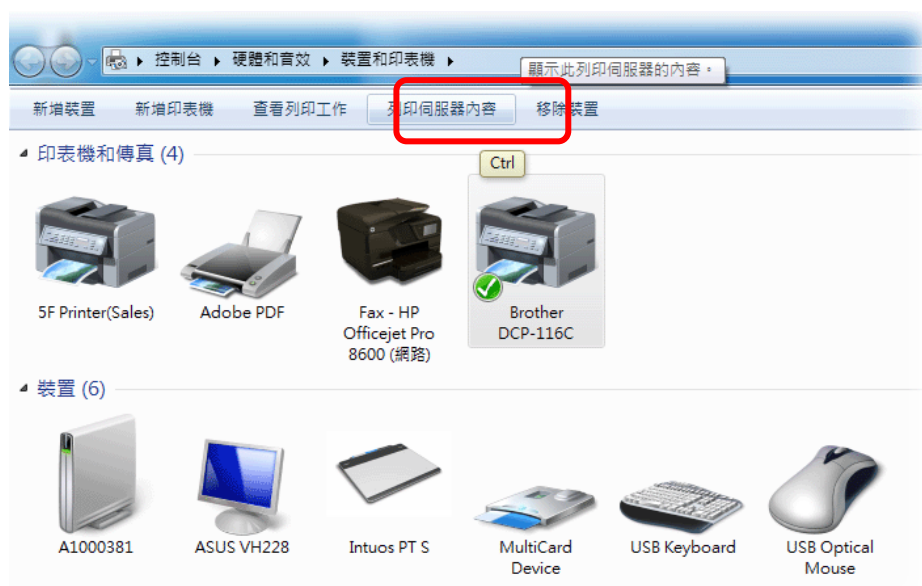 控制台 硬體和音效 裝置和印表機
顯示此列印伺服器的內容。
新增裝置 新增印表機 查看列印工作 列印伺服器內容 移除裝置
印表機和傳真 (4)
Ctrl
5F Printer(Sales)
Adobe PDF
Fax - HP
Officejet Pro
8600 (網路)
Brother
DCP-116C
裝置 (6)
A1000381
ASUS VH228
Intuos PT S
MultiCard
Device
USB Keyboard
USB Optical
Mouse